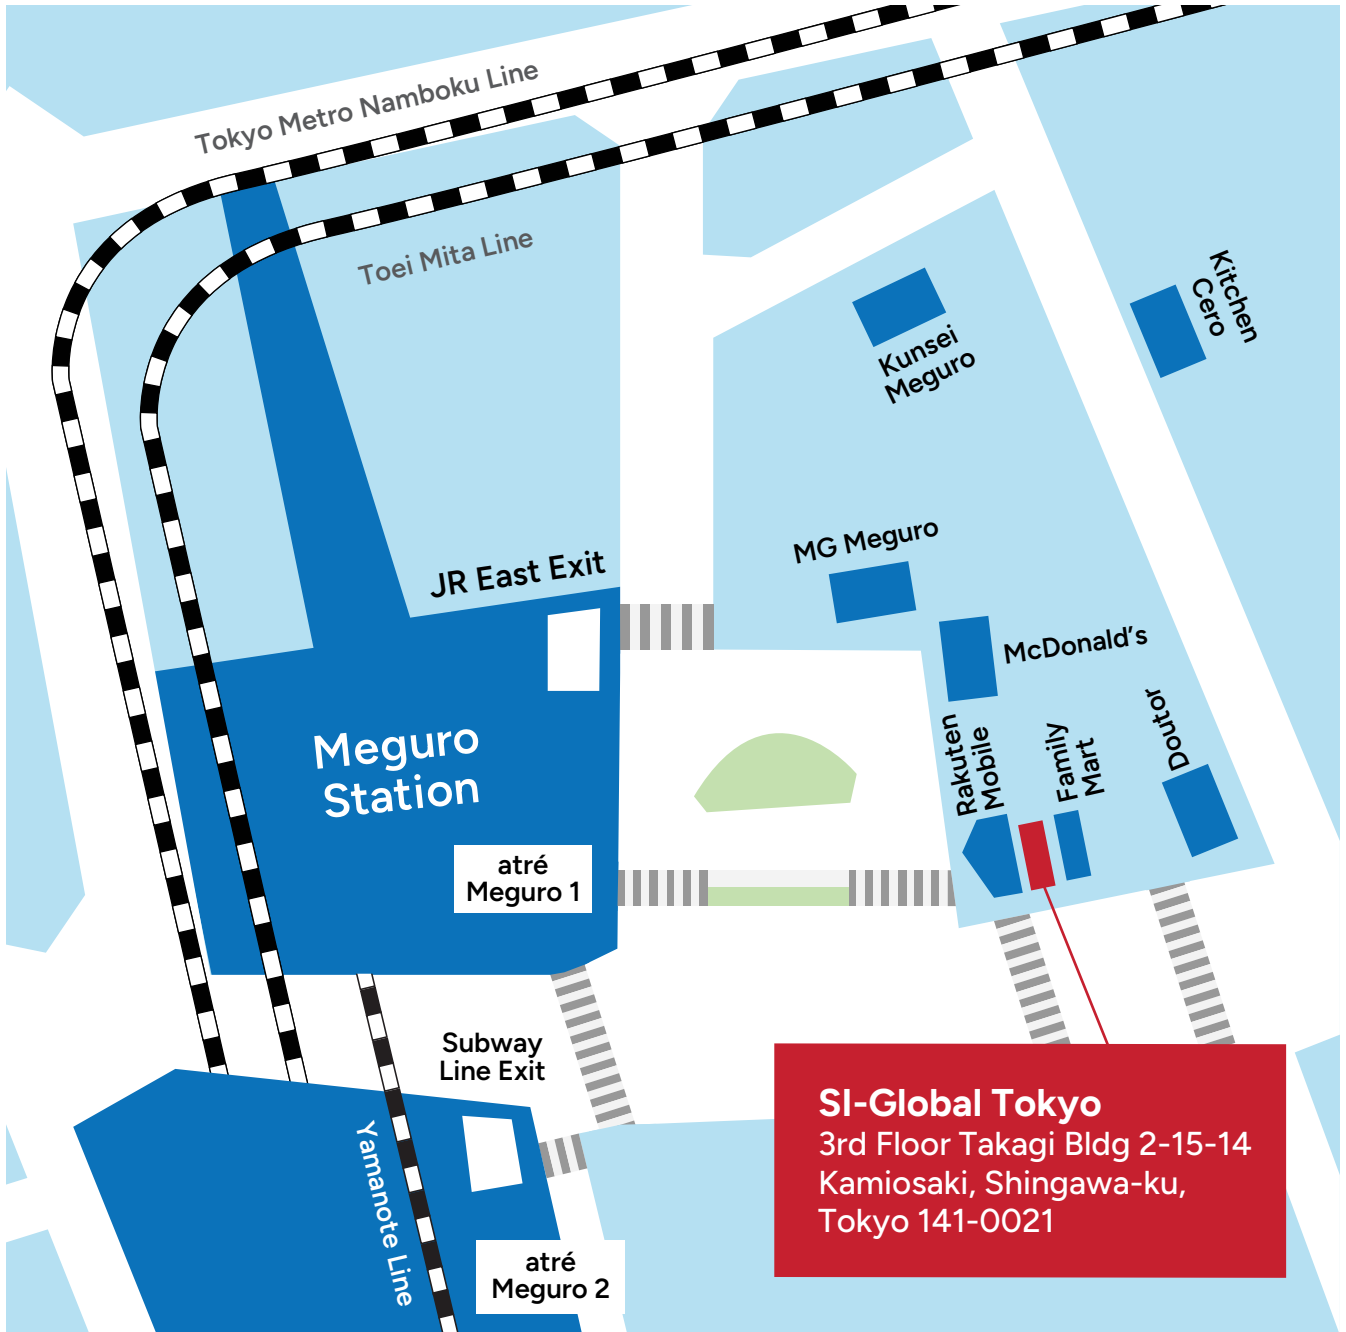 Tokyo Metro Namboku Line
Toei Mita Line
Kitchen
Cero
Kunsei
Meguro
MG Meguro
JR East Exit
McDonald’s
Meguro
Station
Rakuten
Mobile
Family
Mart
Doutor
atré
Meguro 1
Subway
Line Exit
Yamanote Line
SI-Global Tokyo
3rd Floor Takagi Bldg 2-15-14
Kamiosaki, Shingawa-ku,
Tokyo 141-0021
atré
Meguro 2